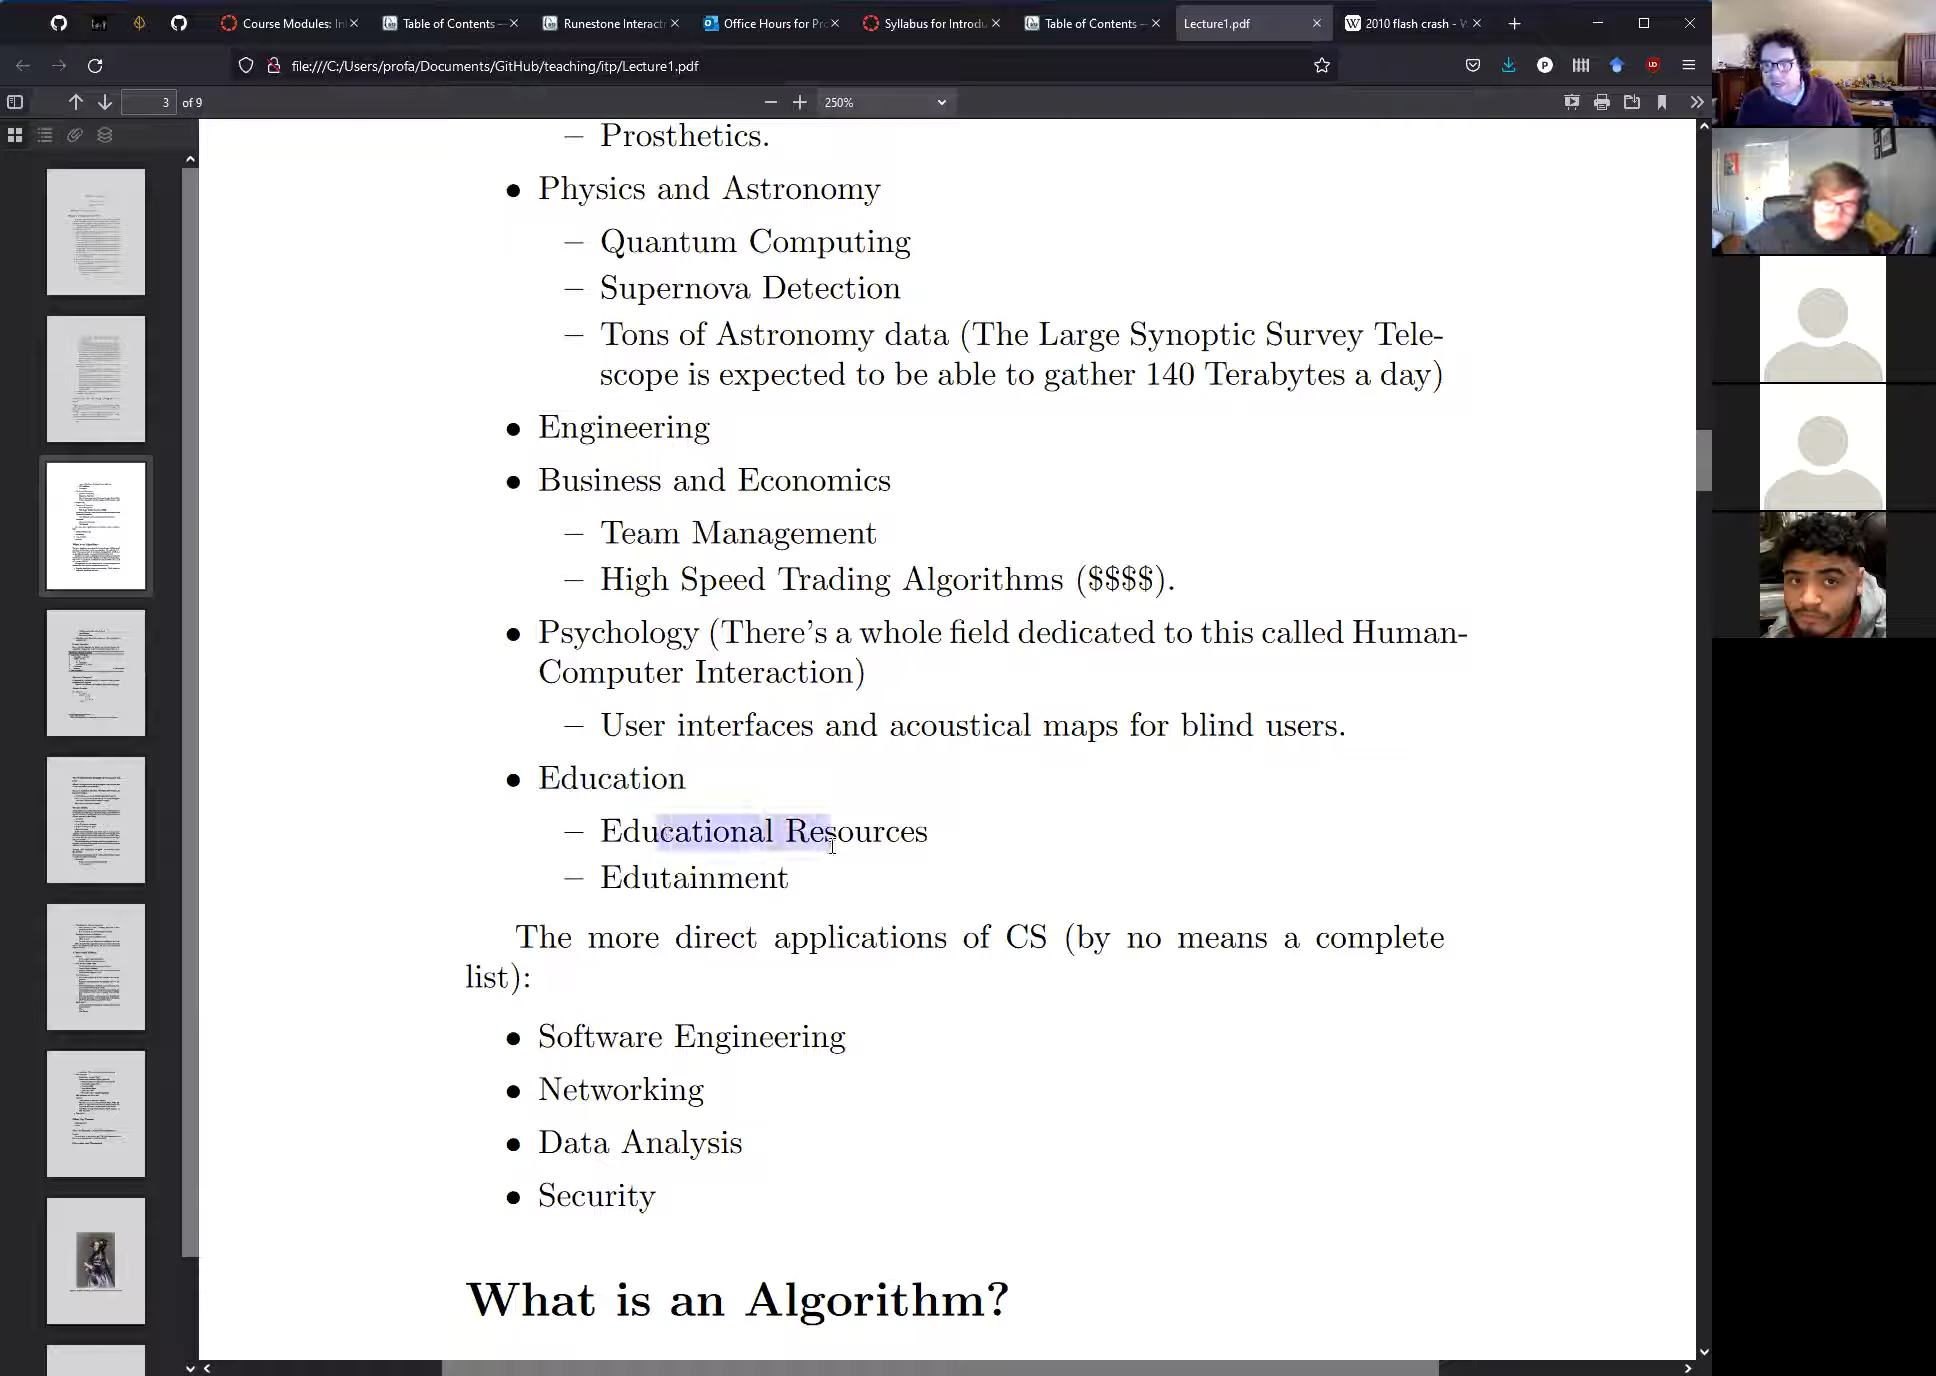 Course Modules: In
Table of Contents —
Runestone Interact
Office Hours for Pro
Syllabus for Introdu
Table of Contents —
Lecture1.pdf
2010 flash crash - W
file:///C:/Users/profa/Documents/GitHub/teaching/itp/Lecture1.pdf
3 of 9
250%
– Prosthetics.
• Physics and Astronomy
– Quantum Computing
– Supernova Detection
– Tons of Astronomy data (The Large Synoptic Survey Tele-
scope is expected to be able to gather 140 Terabytes a day)
• Engineering
• Business and Economics
– Team Management
– High Speed Trading Algorithms ($$$$).
• Psychology (There's a whole field dedicated to this called Human-
Computer Interaction)
– User interfaces and acoustical maps for blind users.
• Education
– Educational Resources
– Edutainment
The more direct applications of CS (by no means a complete
list):
• Software Engineering
• Networking
• Data Analysis
• Security
What is an Algorithm?